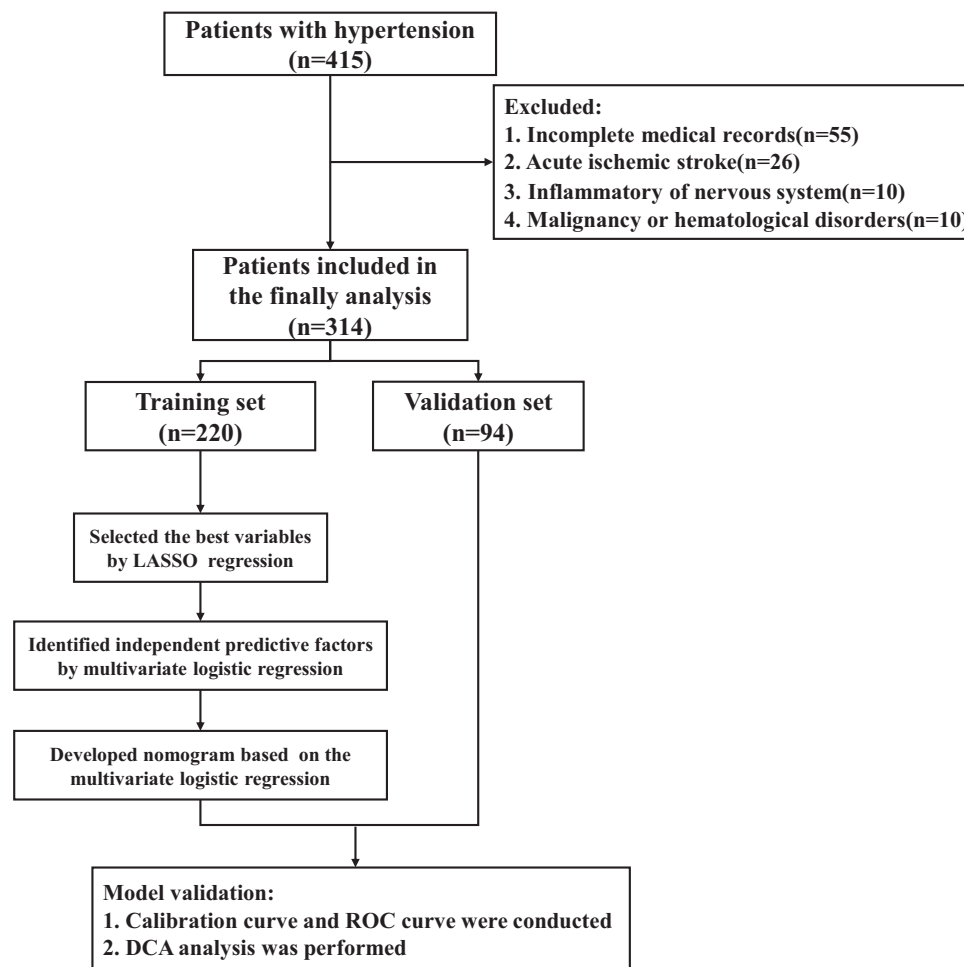 Patients with hypertension
(n=415)
Excluded:
1. Incomplete medical records(n=55)
2. Acute ischemic stroke(n=26)
3. Inflammatory of nervous system(n=10)
4. Malignancy or hematological disorders(n=10)
Patients included in
the finally analysis
(n=314)
Training set
(n=220)
Validation set
(n=94)
Selected the best variables
by LASSO regression
Identified independent predictive factors
by multivariate logistic regression
Developed nomogram based on the
multivariate logistic regression
Model validation:
1. Calibration curve and ROC curve were conducted
2. DCA analysis was performed